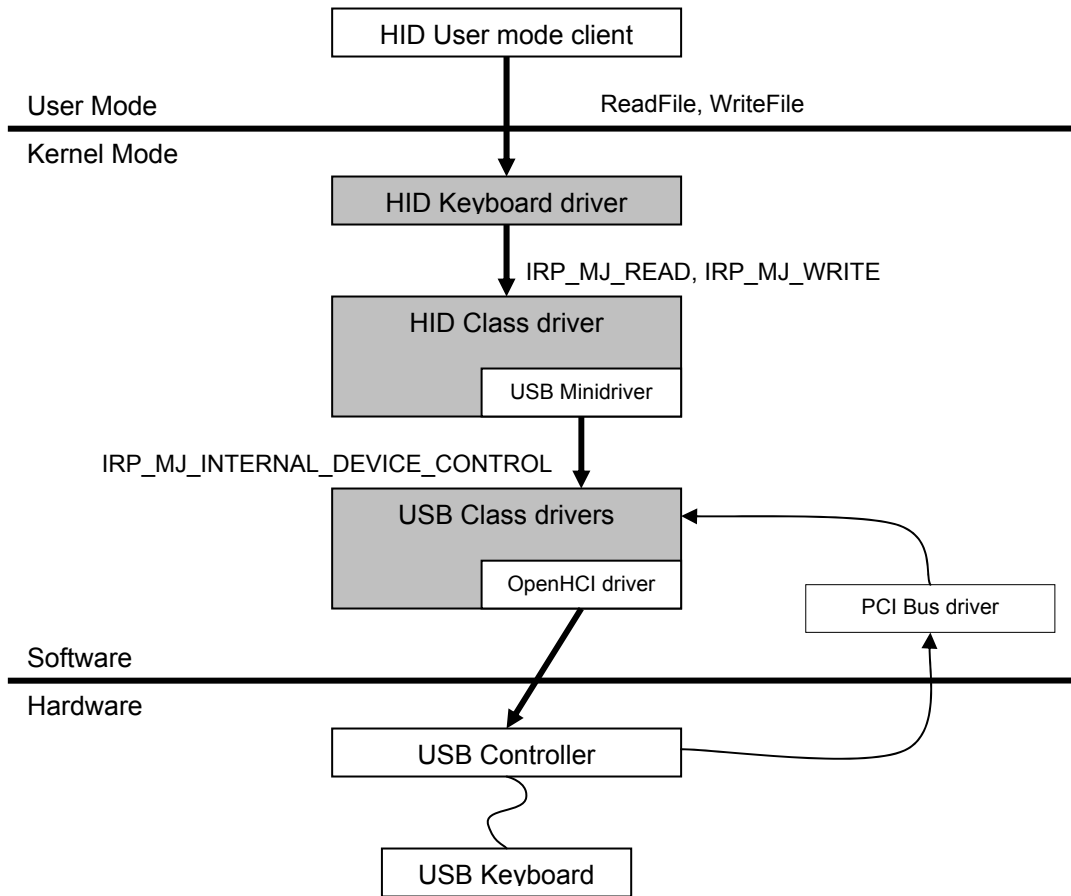 HID User mode client
User Mode
ReadFile, WriteFile
Kernel Mode
HID Keyboard driver
IRP_MJ_READ, IRP_MJ_WRITE
HID Class driver
USB Minidriver
IRP_MJ_INTERNAL_DEVICE_CONTROL
USB Class drivers
OpenHCI driver
PCI Bus driver
Software
Hardware
USB Controller
USB Keyboard